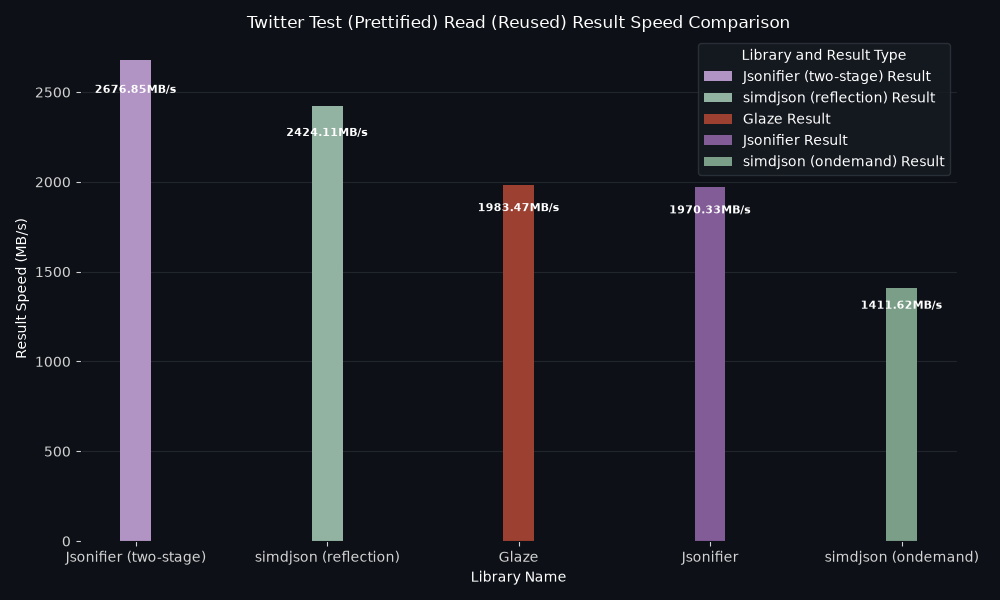 Twitter Test (Prettified) Read (Reused) Result Speed Comparison
Library and Result Type
Jsonifier (two-stage) Result
simdjson (reflection) Result
Glaze Result
Jsonifier Result
simdjson (ondemand) Result
2676.85MB/s
2424.11MB/s
1983.47MB/s
1970.33MB/s
1411.62MB/s
Result Speed (MB/s)
2500
2000
1500
1000
500
0
Jsonifier (two-stage)
simdjson (reflection)
Glaze
Jsonifier
simdjson (ondemand)
Library Name